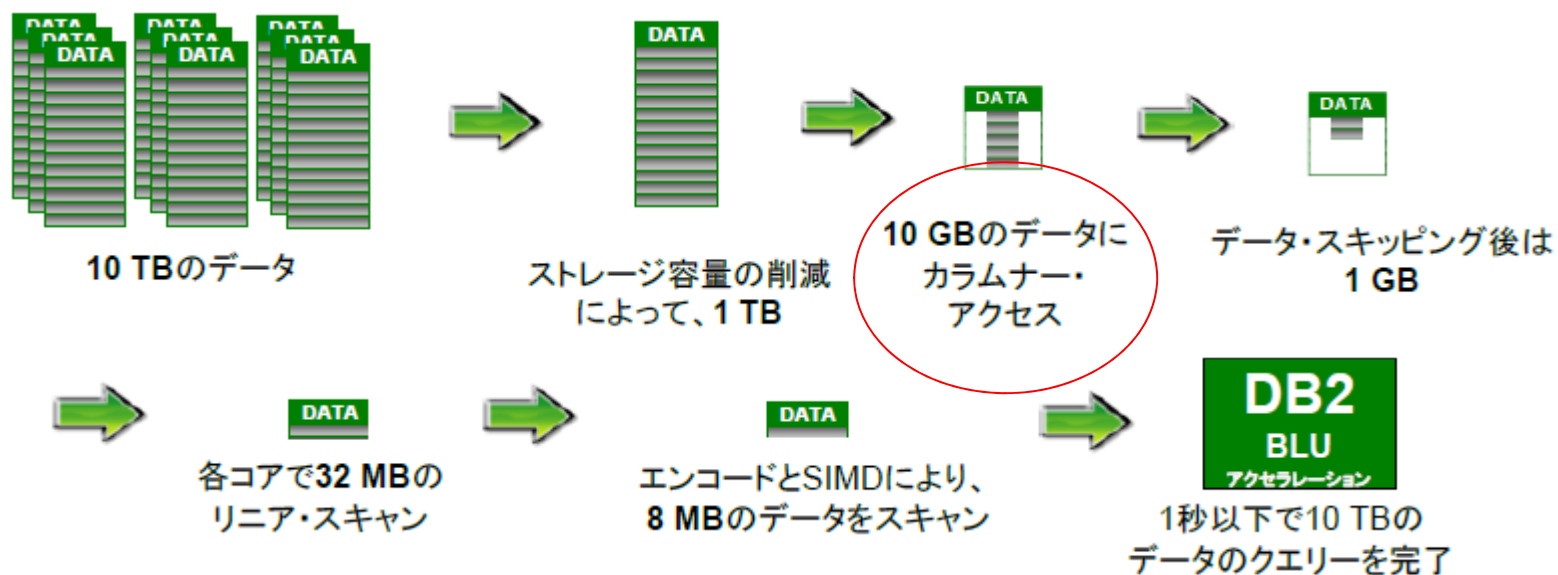 DATA
DATA
DATA
DATA
DATA
DATA
DATA
DATA
DATA
DATA
DATA
DATA
10 TBのデータ
ストレージ容量の削減
によって、1 TB
10 GBのデータに
カラムナー・
アクセス
データ・スキッピング後は
1 GB
DATA
各コアで32 MBの
リニア・スキャン
DATA
エンコードとSIMDにより、
8 MBのデータをスキャン
DB2
BLU
アクセラレーション
1秒以下で10 TBの
データのクエリーを完了